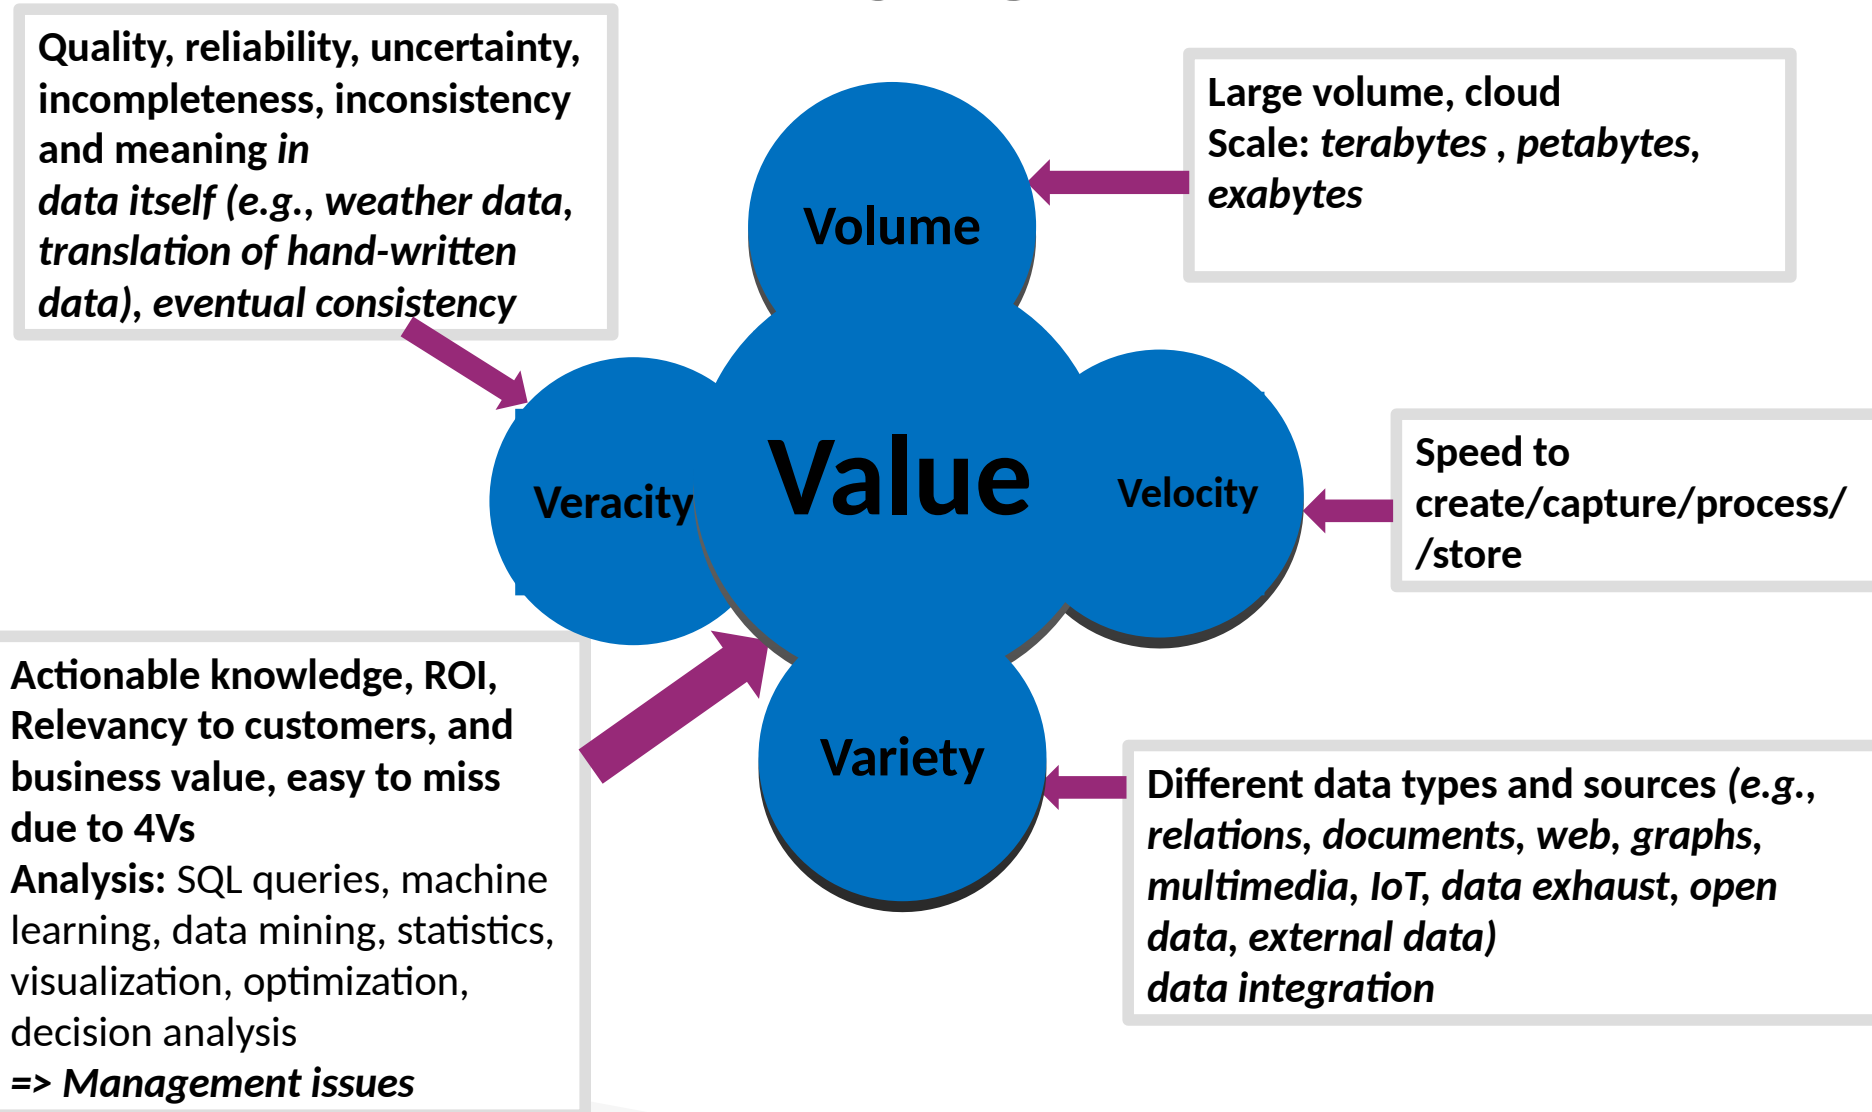 Quality, reliability, uncertainty,
incompleteness, inconsistency
and meaning in
data itself (e.g., weather data,
translation of hand-written
data), eventual consistency
Large volume, cloud
Scale: terabytes , petabytes,
exabytes
Volume
Veracity
Value
Velocity
Speed to
create/capture/process/
/store
Actionable knowledge, ROI,
Relevancy to customers, and
business value, easy to miss
due to 4Vs
Analysis: SQL queries, machine
learning, data mining, statistics,
visualization, optimization,
decision analysis
=> Management issues
Variety
Different data types and sources (e.g.,
relations, documents, web, graphs,
multimedia, IoT, data exhaust, open
data, external data)
data integration